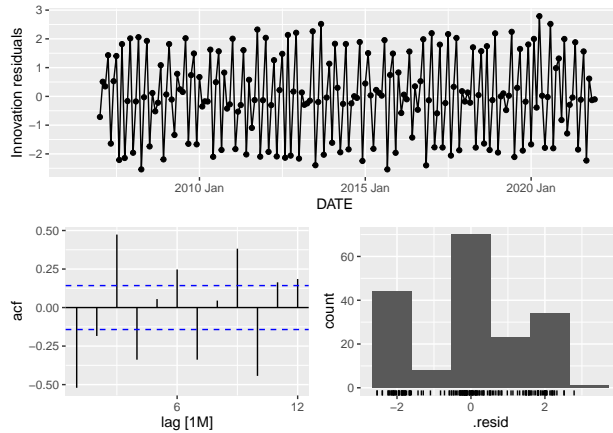 3
2
1
0
−1
−2
Innovation residuals
2010 Jan
2015 Jan
2020 Jan
DATE
0.50
0.25
0.00
−0.25
−0.50
acf
6
12
lag [1M]
60
40
20
0
count
−2
0
2
.resid